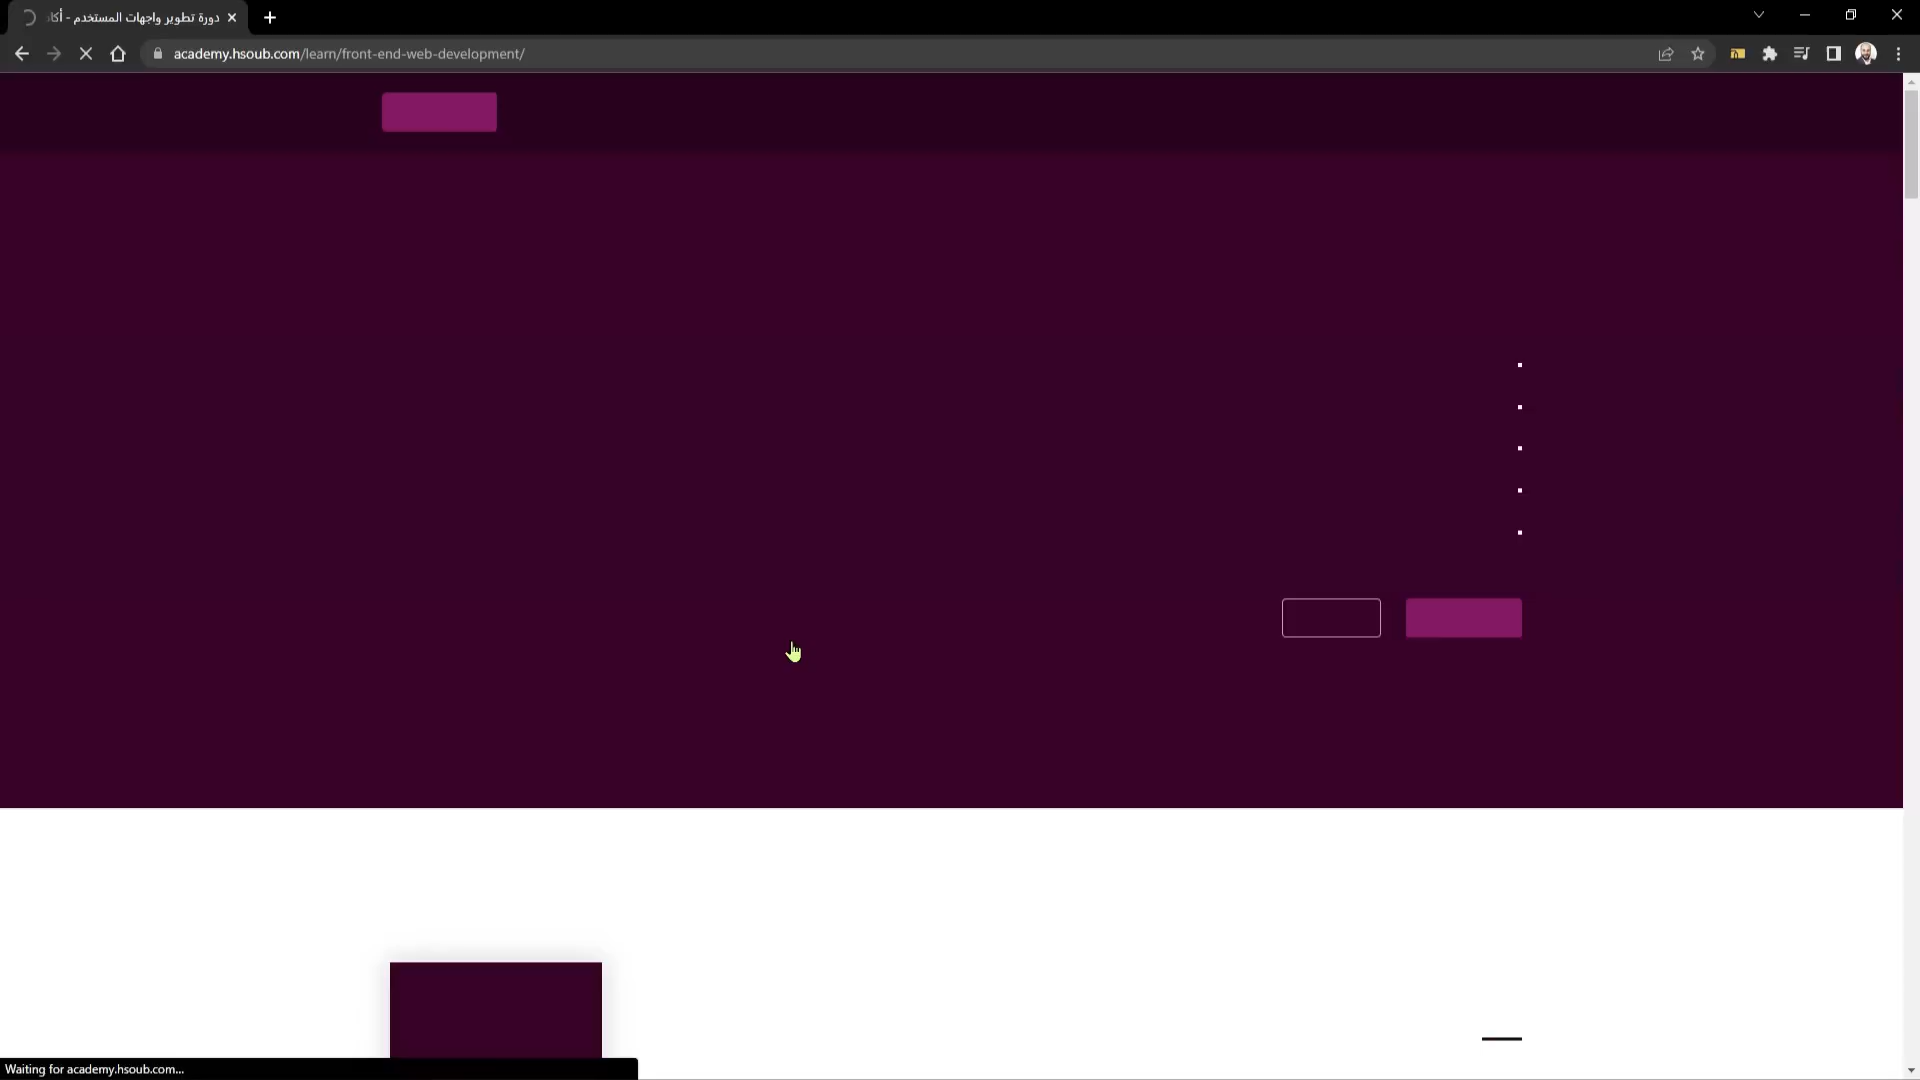 دورة تطوير واجهات المستخدم - أكا
academy.hsoub.com/learn/front-end-web-development/
Waiting for academy.hsoub.com...